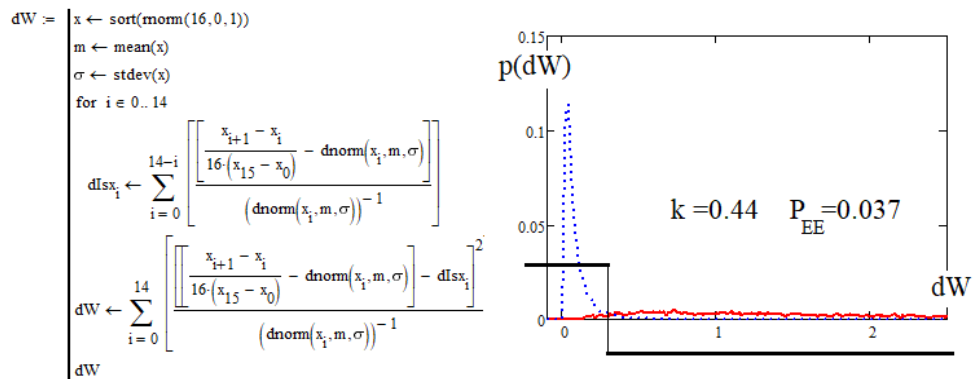 dW := x ← sort(rnorm(16,0,1))
m ← mean(x)
σ ← stdev(x)
for i ∈ 0.. 14
dIsx_i ← ∑_{i = 0}^{14−i} [ [ (x_{i+1} − x_i) / (16·(x_15 − x_0)) − dnorm(x_i, m, σ) ] / (dnorm(x_i, m, σ))^{−1} ]
dW ← ∑_{i = 0}^{14} [ [ [ (x_{i+1} − x_i) / (16·(x_15 − x_0)) − dnorm(x_i, m, σ) ] − dIsx_i ]^2 / (dnorm(x_i, m, σ))^{−1} ]
dW
0.15
p(dW)
0.1
0.05
k =0.44 P_EE =0.037
dW
0
0 1 2